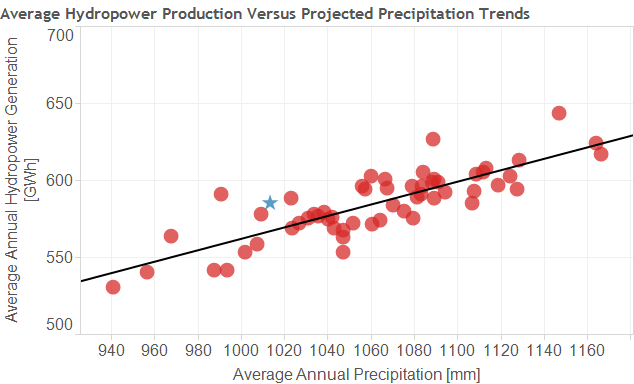 Average Hydropower Production Versus Projected Precipitation Trends
Average Annual Hydropower Generation
[GWh]
700
650
600
550
500
940 960 980 1000 1020 1040 1060 1080 1100 1120 1140 1160
Average Annual Precipitation [mm]